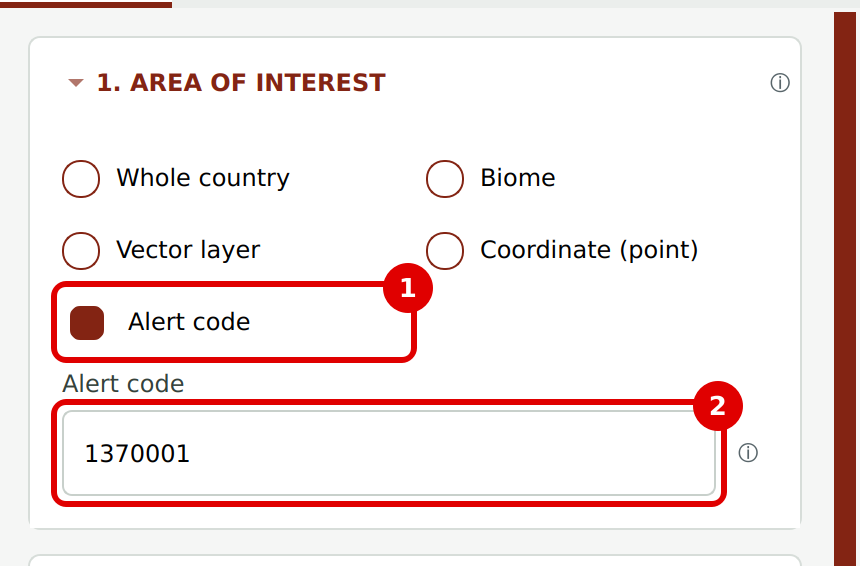 1. AREA OF INTEREST
Whole country
Biome
Vector layer
Coordinate (point)
1
Alert code
Alert code
2
1370001